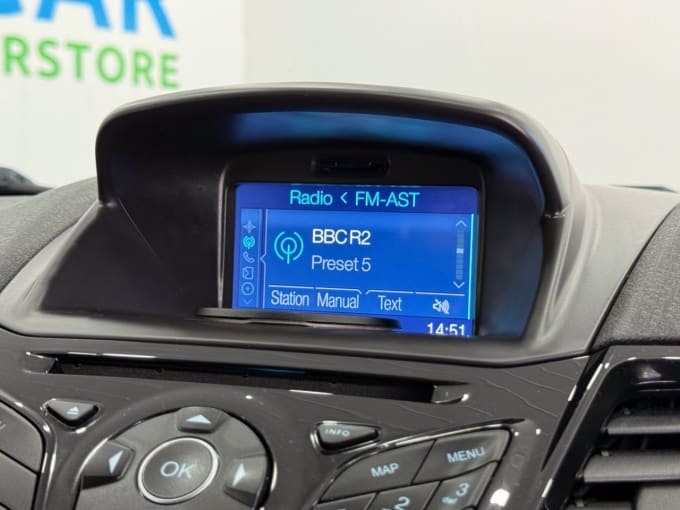 CAR
RSTORE
Radio < FM-AST
BBC R2
Preset 5
Station Manual Text
14:51
INFO
OK
MAP MENU
2 3